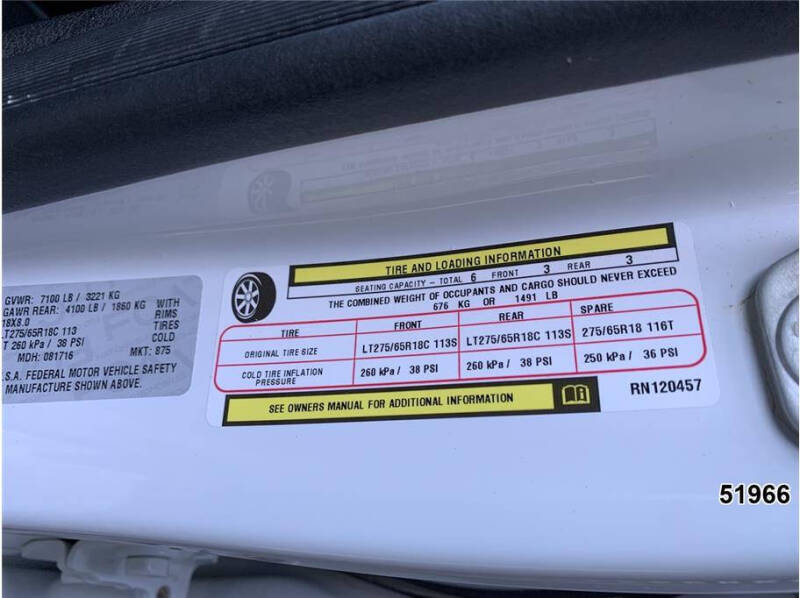 GVWR: 7100 LB / 3221 KG
GAWR REAR: 4100 LB / 1860 KG WITH
18X8.0 RIMS
LT275/65R18C 113 TIRES
T 260 kPa / 38 PSI COLD
MDH: 081716 MKT: 875
.S.A. FEDERAL MOTOR VEHICLE SAFETY
MANUFACTURE SHOWN ABOVE.
TIRE AND LOADING INFORMATION
SEATING CAPACITY - TOTAL 6 FRONT 3 REAR 3
THE COMBINED WEIGHT OF OCCUPANTS AND CARGO SHOULD NEVER EXCEED
676 KG OR 1491 LB
TIRE FRONT REAR SPARE
ORIGINAL TIRE SIZE LT275/65R18C 113S LT275/65R18C 113S 275/65R18 116T
COLD TIRE INFLATION
PRESSURE 260 kPa / 38 PSI 260 kPa / 38 PSI 250 kPa / 36 PSI
SEE OWNERS MANUAL FOR ADDITIONAL INFORMATION
RN120457
51966